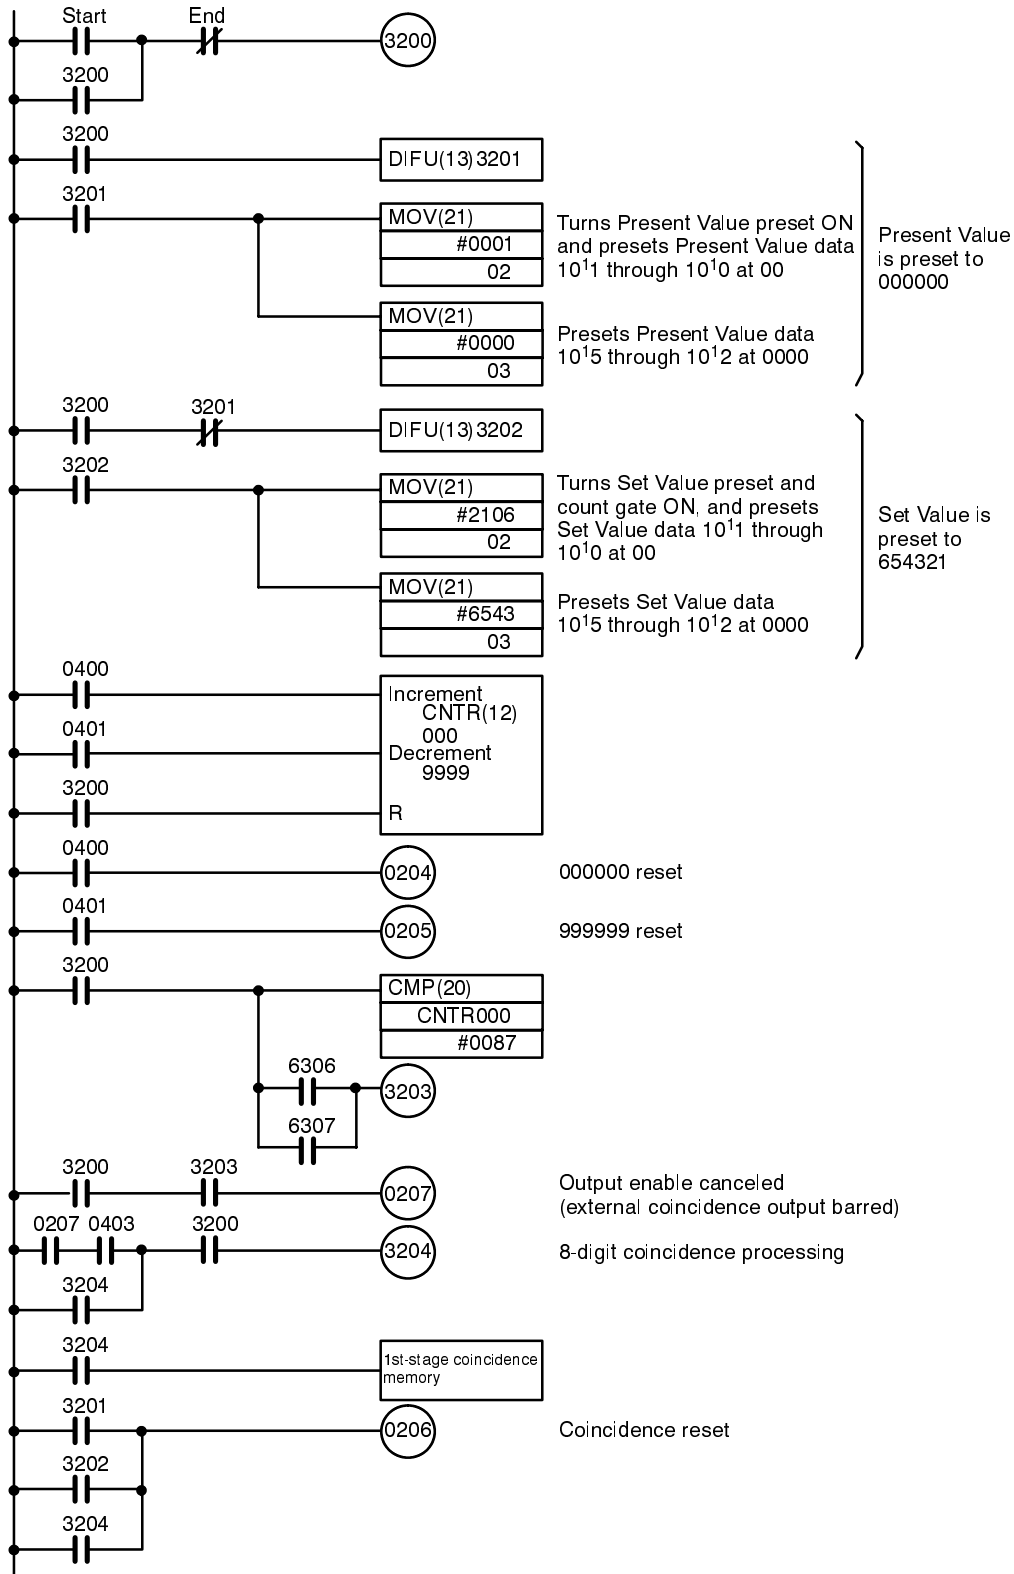 Start End
3200
3200
3200
DIFU(13)3201
3201
MOV(21)
#0001
02
Turns Present Value preset ON
and presets Present Value data
10¹1 through 10¹0 at 00
Present Value
is preset to
000000
MOV(21)
#0000
03
Presets Present Value data
10¹5 through 10¹2 at 0000
3200 3201
DIFU(13)3202
3202
MOV(21)
#2106
02
Turns Set Value preset and
count gate ON, and presets
Set Value data 10¹1 through
10¹0 at 00
Set Value is
preset to
654321
MOV(21)
#6543
03
Presets Set Value data
10¹5 through 10¹2 at 0000
0400
Increment
CNTR(12)
000
0401
Decrement
9999
3200
R
0400
0204 000000 reset
0401
0205 999999 reset
3200
CMP(20)
CNTR000
#0087
6306
3203
6307
3200 3203
0207
Output enable canceled
(external coincidence output barred)
0207 0403 3200
3204 8-digit coincidence processing
3204
3204
1st-stage coincidence
memory
3201
0206 Coincidence reset
3202
3204